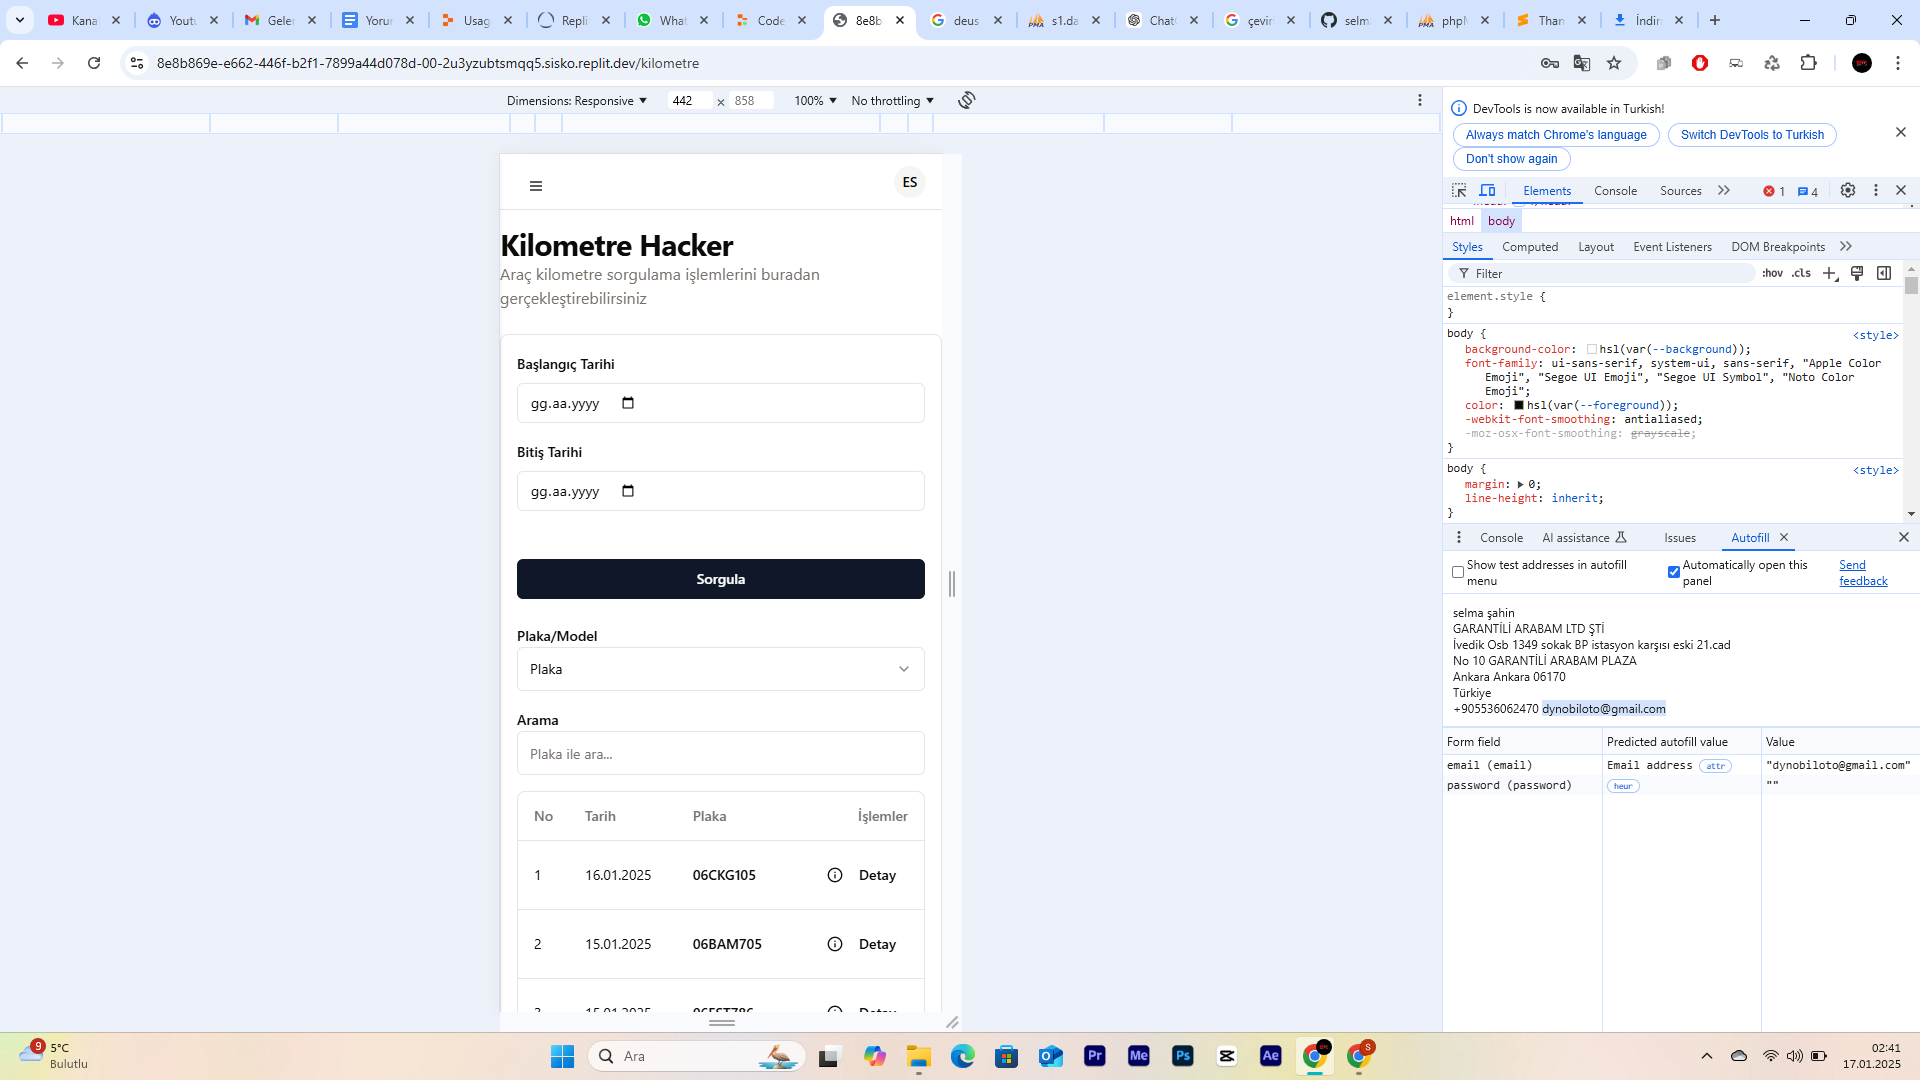 Kana
Youtu
Geler
Yorur
Usag
Repli
What
Code
8e8b
deus
s1.da
Chat
çevir
selm
phpM
Than
İndir
8e8b869e-e662-446f-b2f1-7899a44d078d-00-2u3yzubtsmqq5.sisko.replit.dev/kilometre
Dimensions: Responsive
442 × 858
100%
No throttling
ES
Kilometre Hacker
Araç kilometre sorgulama işlemlerini buradan
gerçekleştirebilirsiniz
Başlangıç Tarihi
gg.aa.yyyy
Bitiş Tarihi
gg.aa.yyyy
Sorgula
Plaka/Model
Plaka
Arama
Plaka ile ara...
No Tarih Plaka İşlemler
1 16.01.2025 06CKG105 Detay
2 15.01.2025 06BAM705 Detay
DevTools is now available in Turkish!
Always match Chrome's language
Switch DevTools to Turkish
Don't show again
Elements Console Sources 1 4
html body
Styles Computed Layout Event Listeners DOM Breakpoints
Filter :hov .cls
element.style {
}
body { <style>
background-color: hsl(var(--background));
font-family: ui-sans-serif, system-ui, sans-serif, "Apple Color
Emoji", "Segoe UI Emoji", "Segoe UI Symbol", "Noto Color
Emoji";
color: hsl(var(--foreground));
-webkit-font-smoothing: antialiased;
-moz-osx-font-smoothing: grayscale;
}
body { <style>
margin: 0;
line-height: inherit;
}
Console AI assistance Issues Autofill
Show test addresses in autofill
menu
Automatically open this
panel
Send
feedback
selma şahin
GARANTİLİ ARABAM LTD ŞTİ
İvedik Osb 1349 sokak BP istasyon karşısı eski 21.cad
No 10 GARANTİLİ ARABAM PLAZA
Ankara Ankara 06170
Türkiye
+905536062470 dynobiloto@gmail.com
Form field Predicted autofill value Value
email (email) Email address attr "dynobiloto@gmail.com"
password (password) heur ""
9
5°C
Bulutlu
Ara
Pr
Me
Ps
Ae
S
02:41
17.01.2025